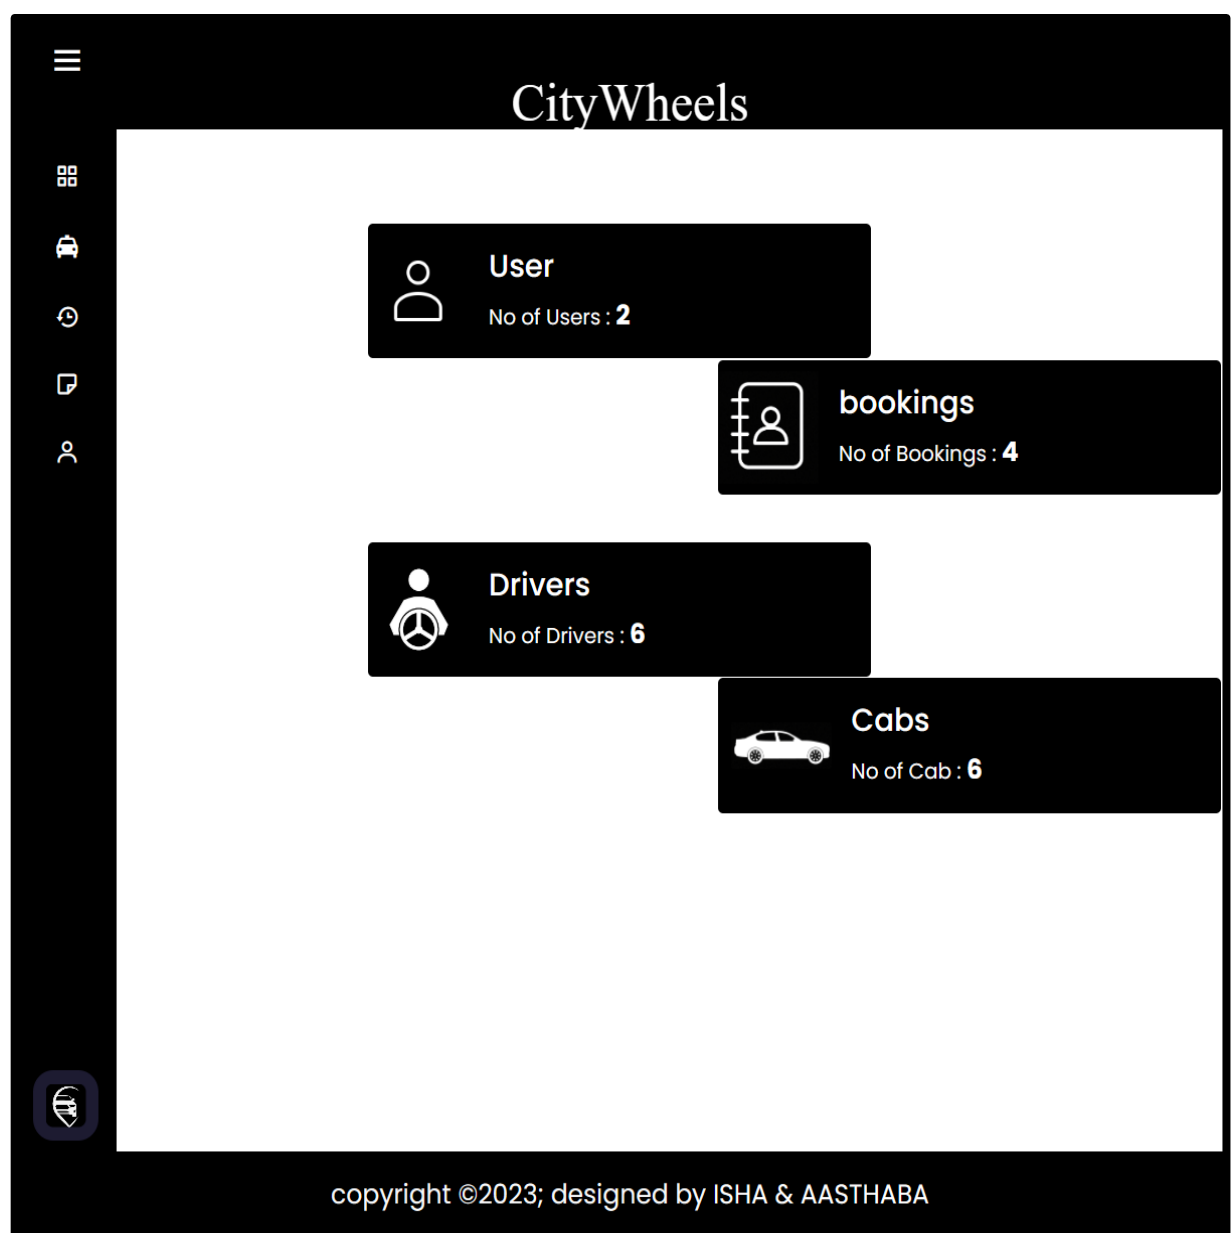 CityWheels
User
No of Users : 2
bookings
No of Bookings : 4
Drivers
No of Drivers : 6
Cabs
No of Cab : 6
copyright ©2023; designed by ISHA & AASTHABA